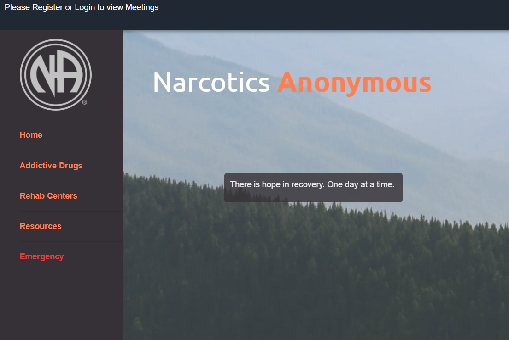 Please Register or Login to view Meetings
NA
®
Narcotics Anonymous
Home
Addictive Drugs
Rehab Centers
Resources
Emergency
There is hope in recovery. One day at a time.